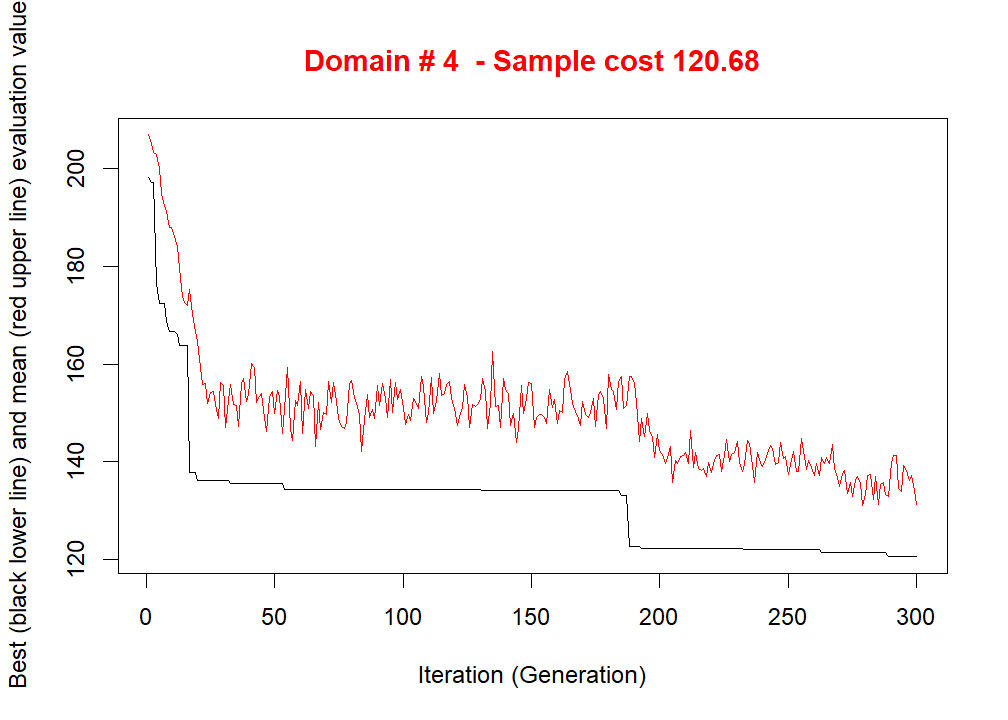 Domain # 4  - Sample cost 120.68
Best (black lower line) and mean (red upper line) evaluation value
200
180
160
140
120
0 50 100 150 200 250 300
Iteration (Generation)